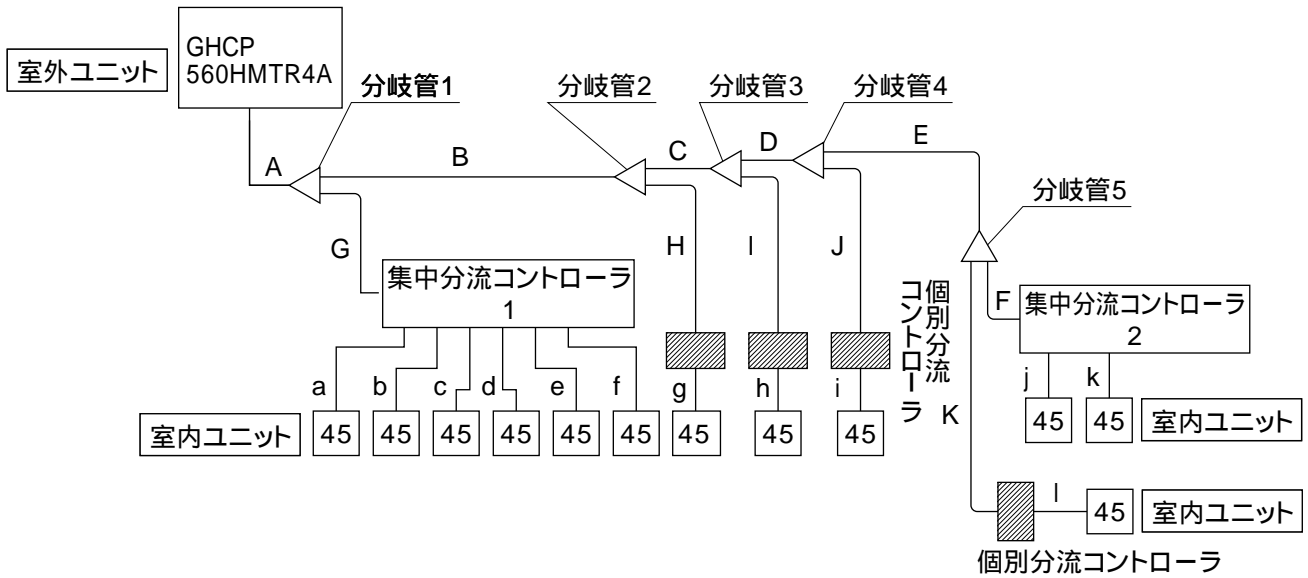 GHCP
560HMTR4A
室外ユニット
分岐管1
分岐管2
分岐管3
分岐管4
A
B
C
D
E
分岐管5
G
H
I
J
F
集中分流コントローラ
1
個別分流
コントローラ
K
集中分流コントローラ
2
a
b
c
d
e
f
g
h
i
j
k
室内ユニット
45
45
45
45
45
45
45
45
45
45
45
室内ユニット
l
45
室内ユニット
個別分流コントローラ